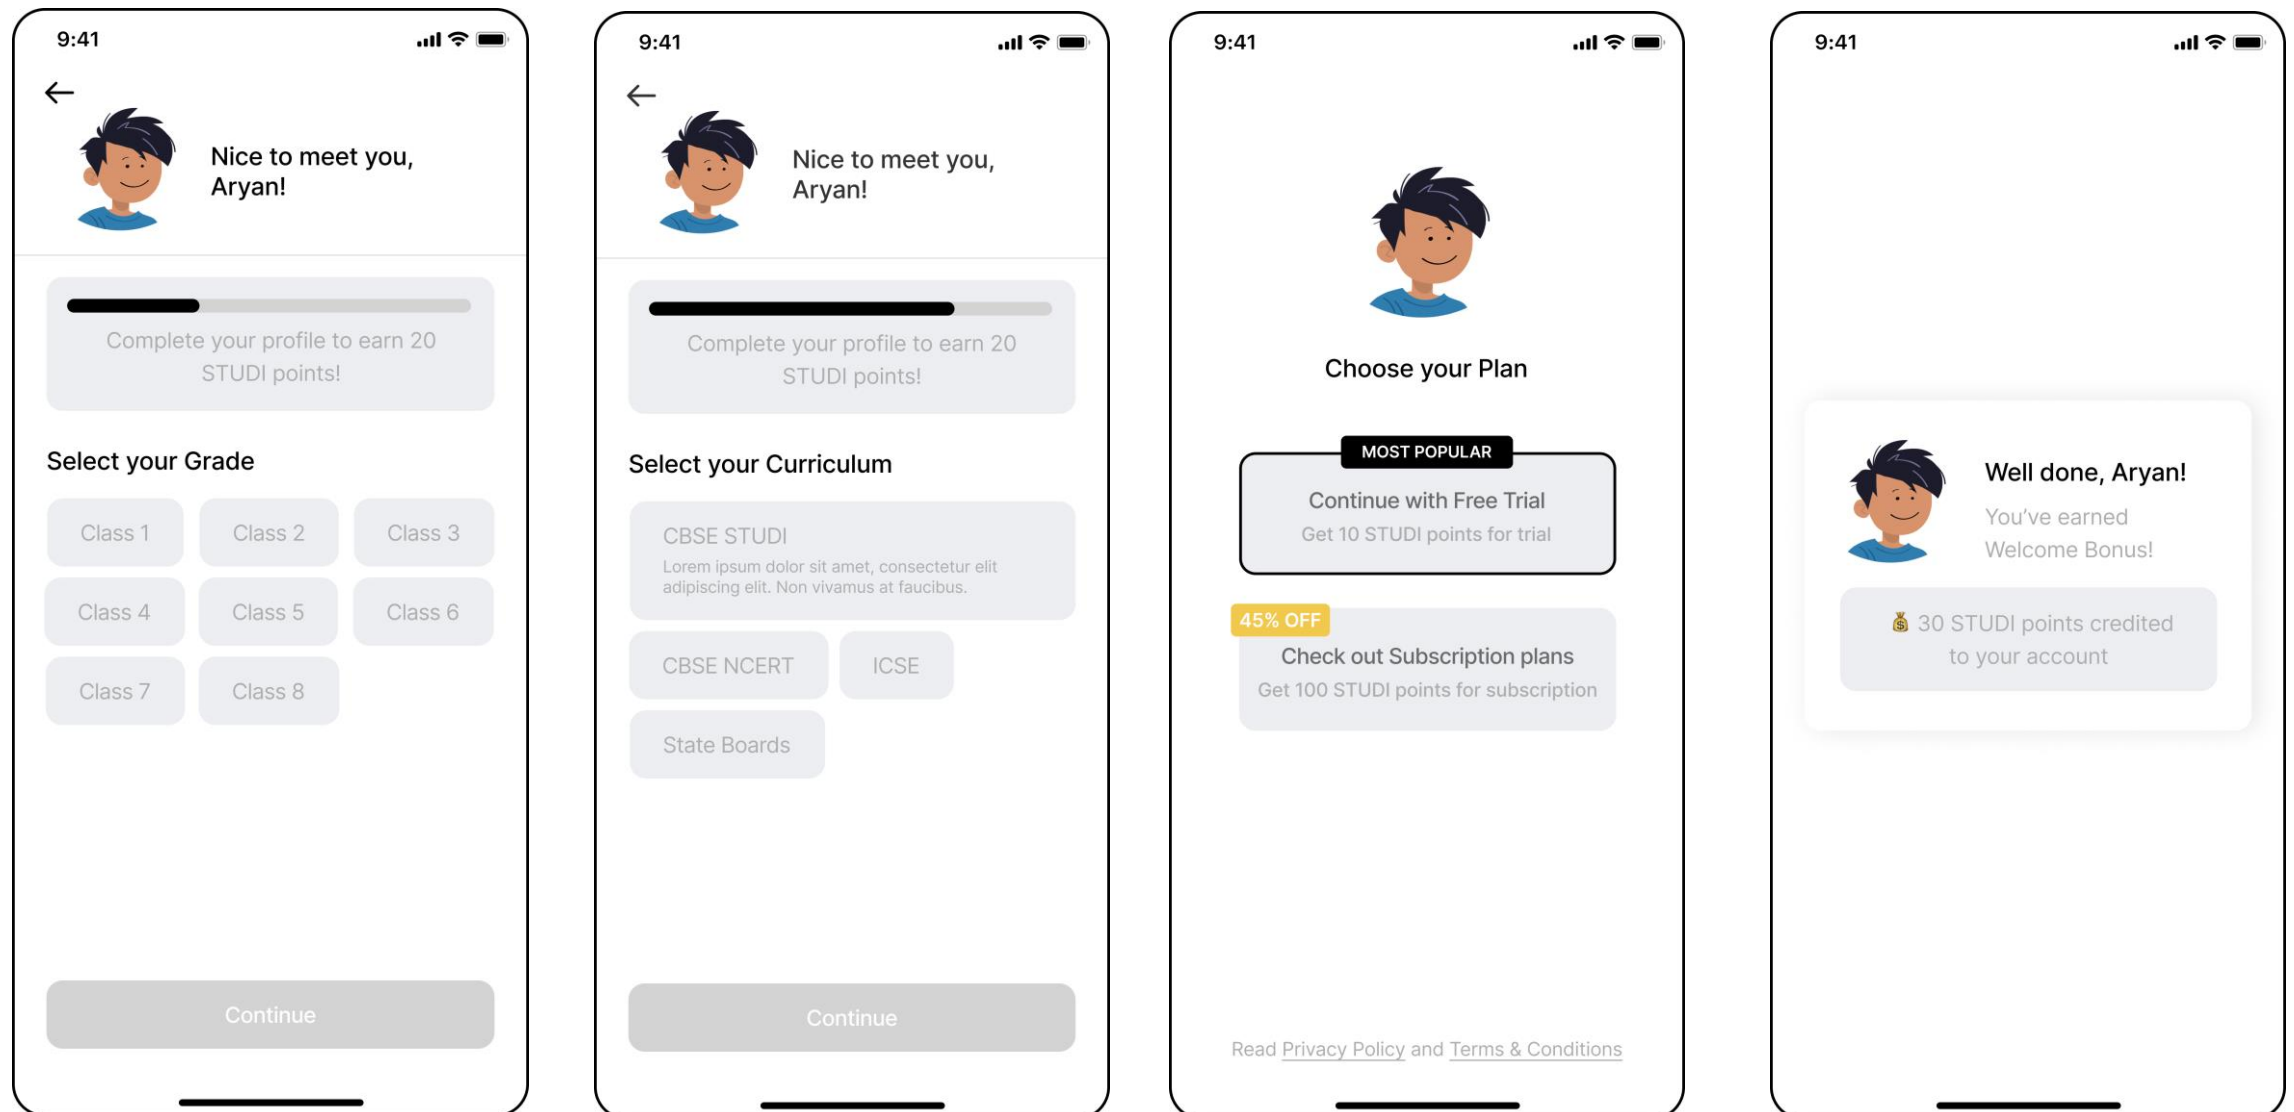 9:41
Nice to meet you,
Aryan!
Complete your profile to earn 20
STUDI points!
Select your Grade
Class 1
Class 2
Class 3
Class 4
Class 5
Class 6
Class 7
Class 8
Continue
9:41
Nice to meet you,
Aryan!
Complete your profile to earn 20
STUDI points!
Select your Curriculum
CBSE STUDI
Lorem ipsum dolor sit amet, consectetur elit
adipiscing elit. Non vivamus at faucibus.
CBSE NCERT
ICSE
State Boards
Continue
9:41
Choose your Plan
MOST POPULAR
Continue with Free Trial
Get 10 STUDI points for trial
45% OFF
Check out Subscription plans
Get 100 STUDI points for subscription
Read Privacy Policy and Terms & Conditions
9:41
Well done, Aryan!
You’ve earned
Welcome Bonus!
💰 30 STUDI points credited
to your account